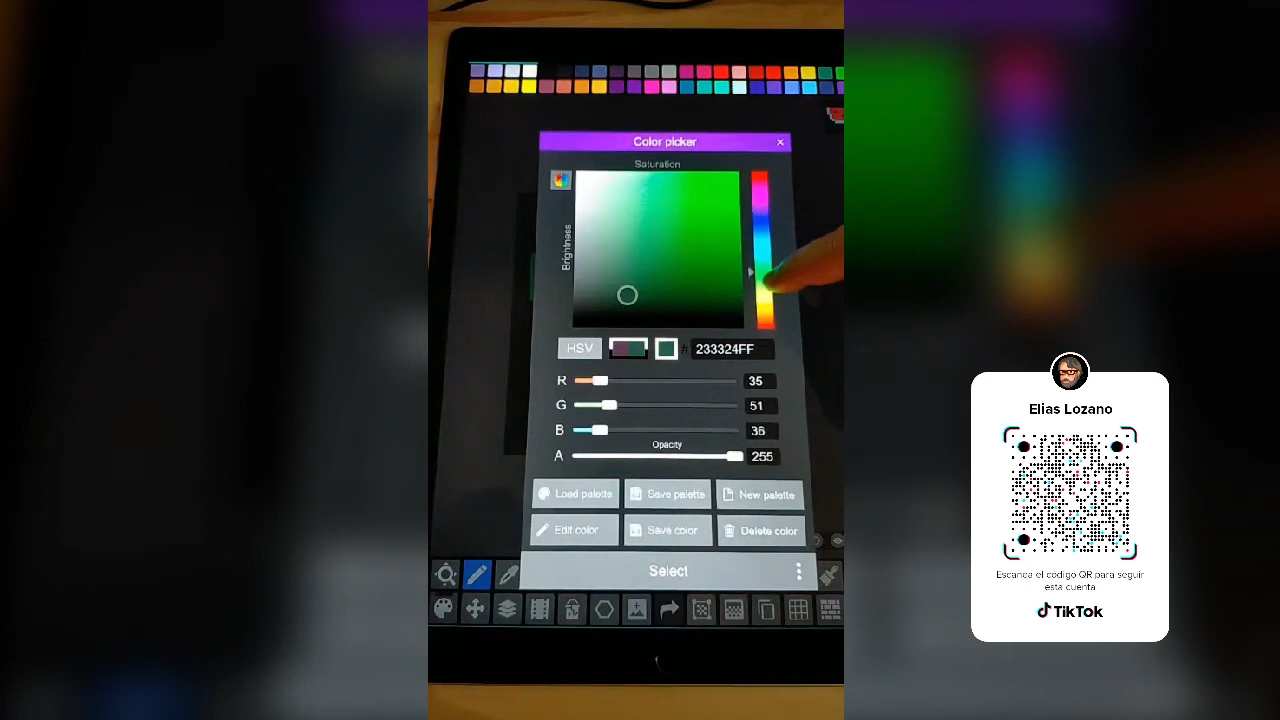 Color picker
Saturation
Brightness
HSV
# 233324FF
R 35
G 51
B 36
Opacity
A 255
Load palette
Save palette
New palette
Edit color
Save color
Delete color
Select
Elias Lozano
Escanea el código QR para seguir
esta cuenta
TikTok